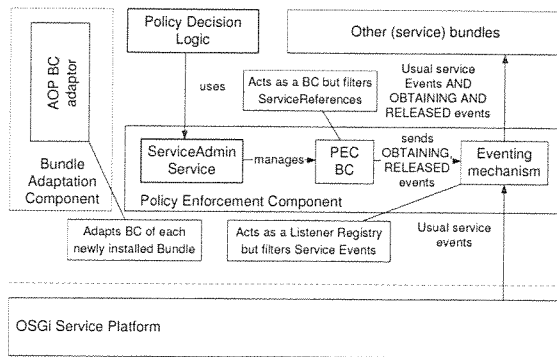 AOP BC
adaptor
Bundle
Adaptation
Component
Policy Decision
Logic
uses
Other (service) bundles
Acts as a BC but filters
ServiceReferences
Usual service
Events AND
OBTAINING AND
RELEASED events
ServiceAdmin
Service
manages
PEC
BC
sends
OBTAINING,
RELEASED
events
Eventing
mechanism
Policy Enforcement Component
Adapts BC of each
newly installed Bundle
Acts as a Listener Registry
but filters Service Events
Usual service
events
OSGi Service Platform